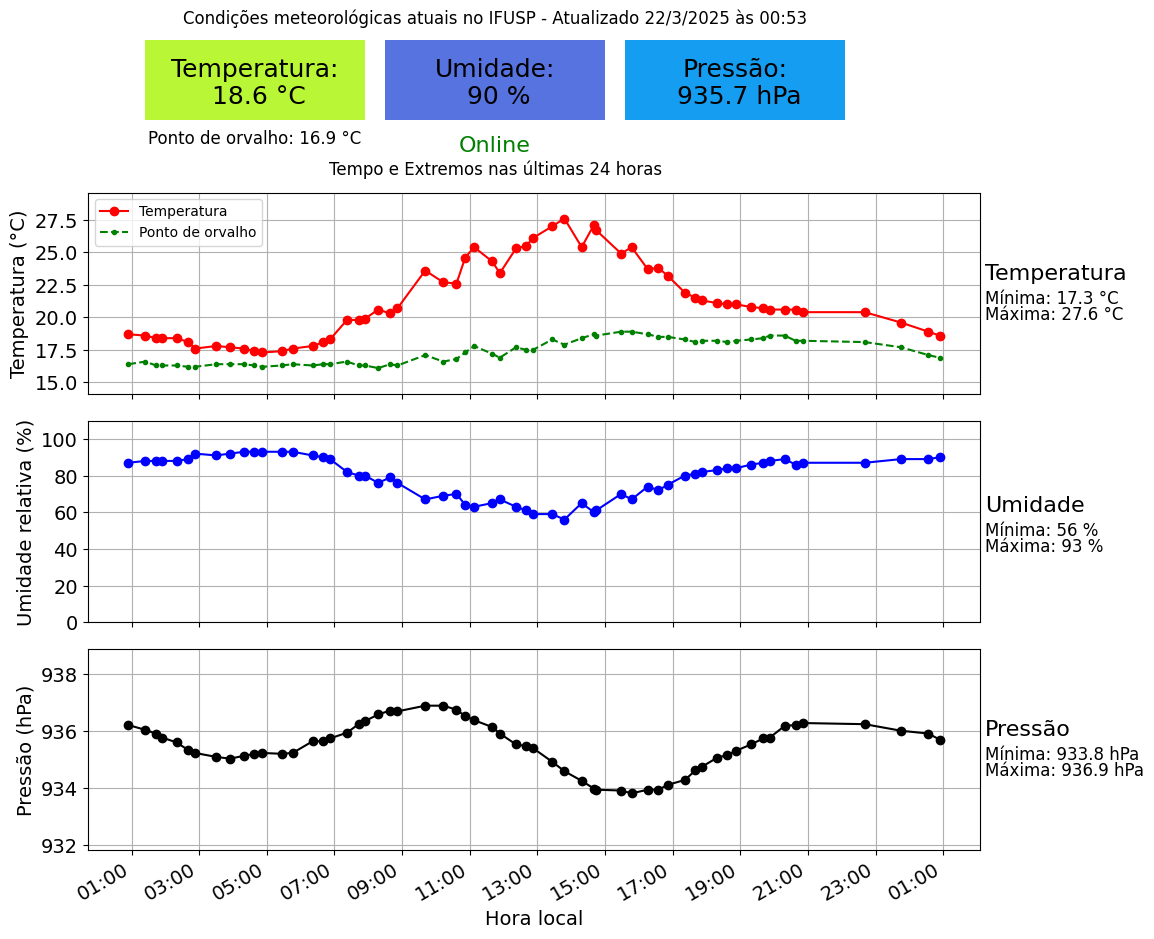 Condições meteorológicas atuais no IFUSP - Atualizado 22/3/2025 às 00:53
Temperatura:
18.6 °C
Umidade:
90 %
Pressão:
935.7 hPa
Ponto de orvalho: 16.9 °C
Online
Tempo e Extremos nas últimas 24 horas
Temperatura (°C)
27.5
25.0
22.5
20.0
17.5
15.0
Temperatura
Ponto de orvalho
Temperatura
Mínima: 17.3 °C
Máxima: 27.6 °C
Umidade relativa (%)
100
80
60
40
20
0
Umidade
Mínima: 56 %
Máxima: 93 %
Pressão (hPa)
938
936
934
932
Pressão
Mínima: 933.8 hPa
Máxima: 936.9 hPa
01:00 03:00 05:00 07:00 09:00 11:00 13:00 15:00 17:00 19:00 21:00 23:00 01:00
Hora local